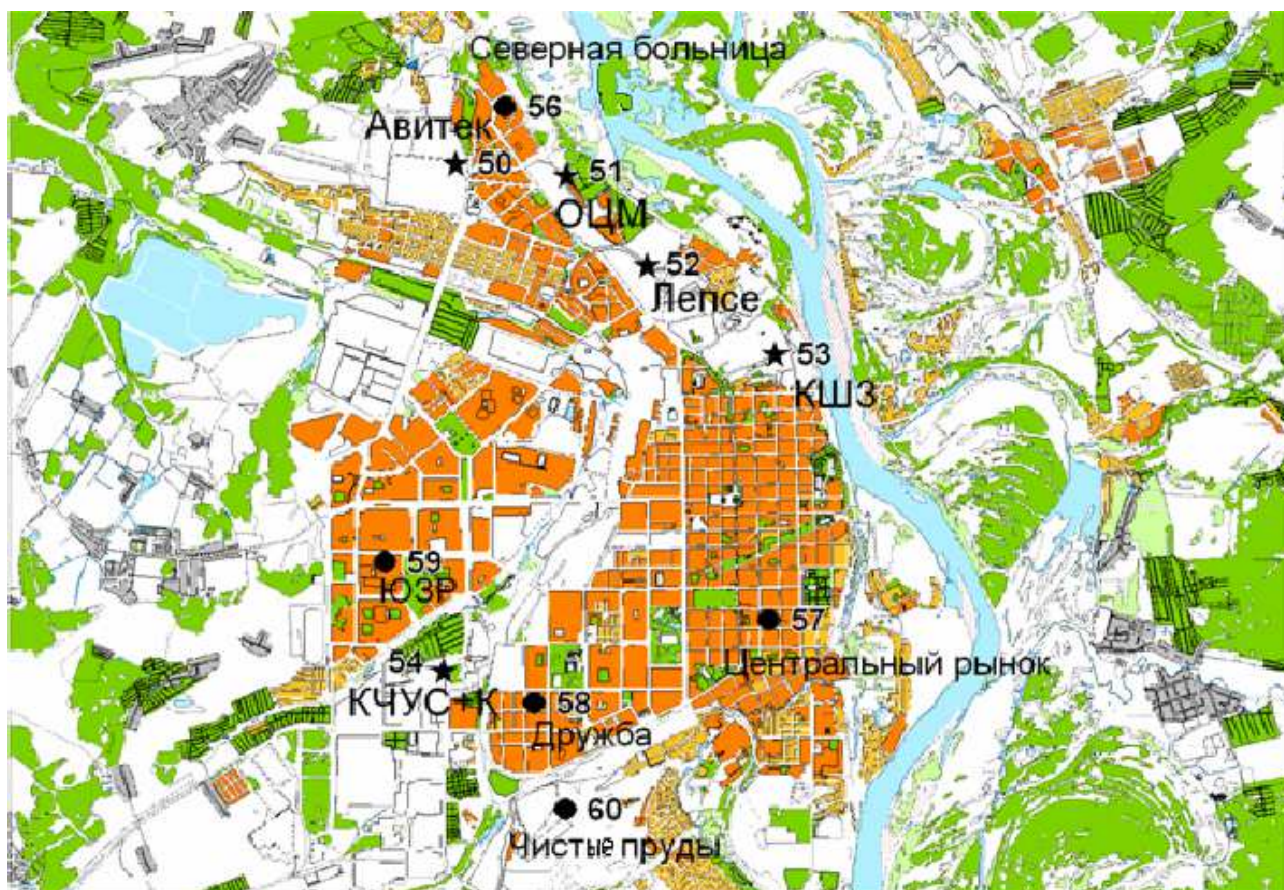 Северная больница
56
Авитек
50
51
ОЦМ
52
Лепсе
53
КШЗ
59
ЮЗР
57
54
Центральный рынок
КЧУС+К
58
Дружба
60
Чистые пруды